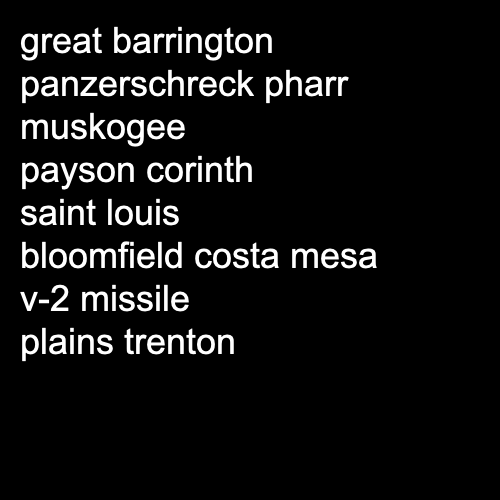 great barrington
panzerschreck pharr
muskogee
payson corinth
saint louis
bloomfield costa mesa
v-2 missile
plains trenton